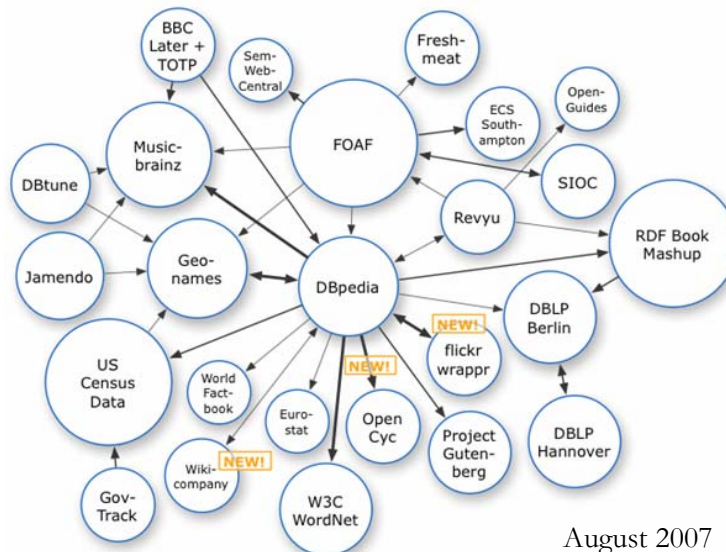 BBC
Later +
TOTP
Sem-
Web-
Central
Fresh-
meat
FOAF
ECS
South-
ampton
Open-
Guides
Music-
brainz
DBtune
SIOC
Revyu
RDF Book
Mashup
Jamendo
Geo-
names
DBpedia
DBLP
Berlin
NEW!
flickr
wrappr
US
Census
Data
World
Fact-
book
NEW!
Euro-
stat
Open
Cyc
Project
Guten-
berg
DBLP
Hannover
Wiki-
company
NEW!
Gov-
Track
W3C
WordNet
August 2007